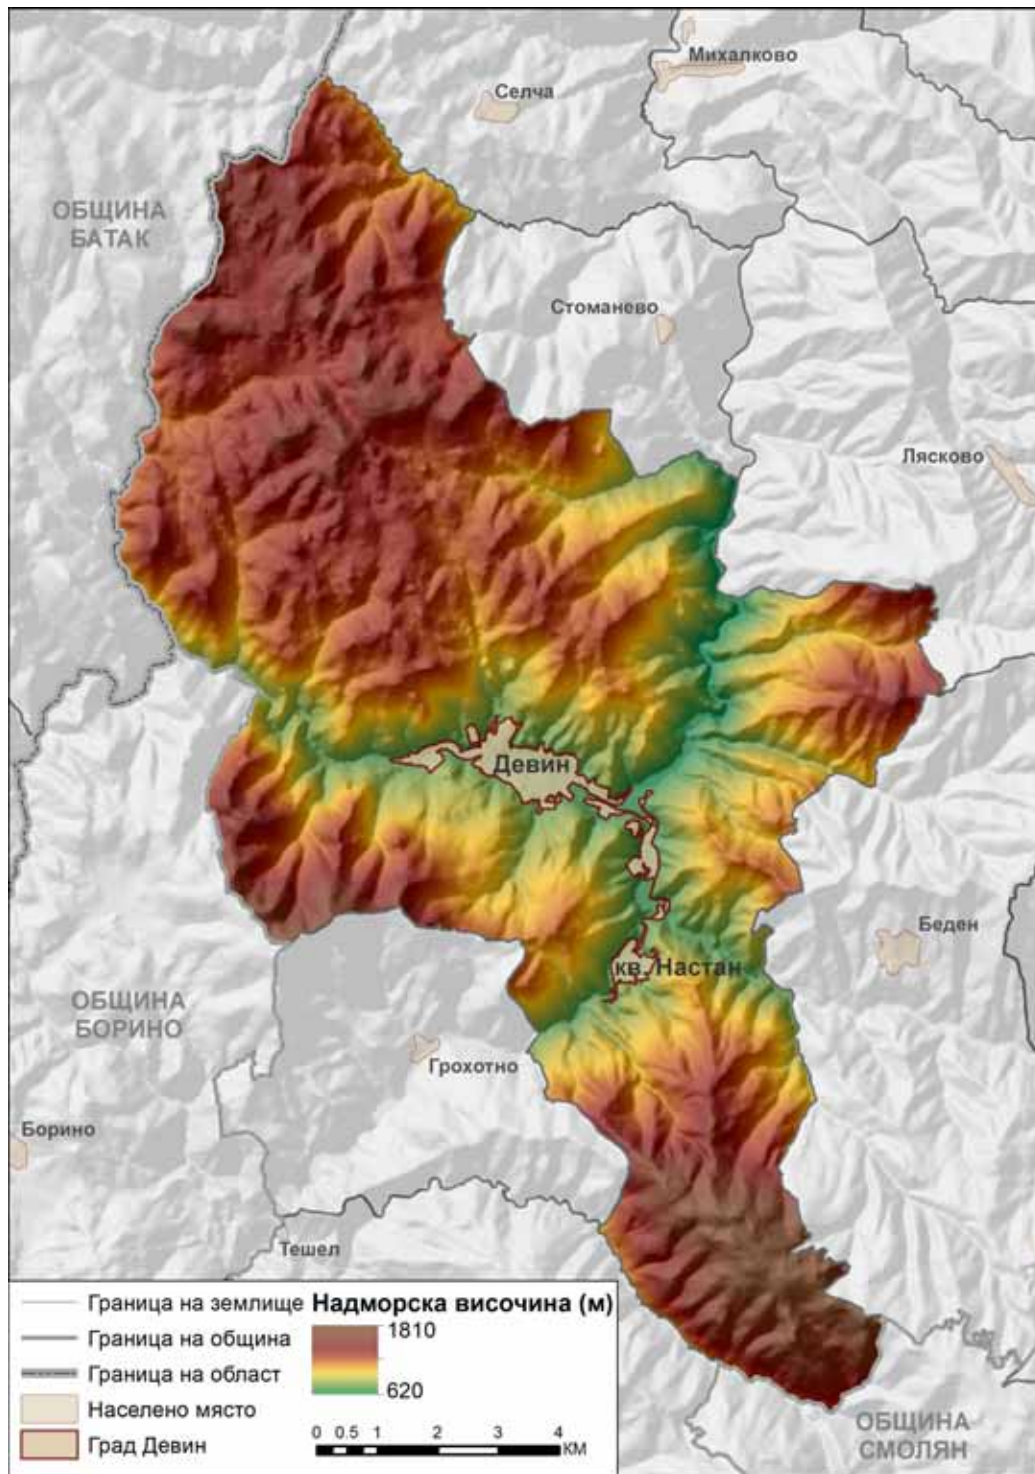 Михалково
Селча
ОБЩИНА
БАТАК
Стоманево
Лясково
Девин
Беден
кв. Настан
ОБЩИНА
БОРИНО
Грохотно
Борино
Тешел
Граница на землище
Граница на община
Граница на област
Населено място
Град Девин
Надморска височина (м)
1810
620
0 0.5 1 2 3 4
КМ
ОБЩИНА
СМОЛЯН